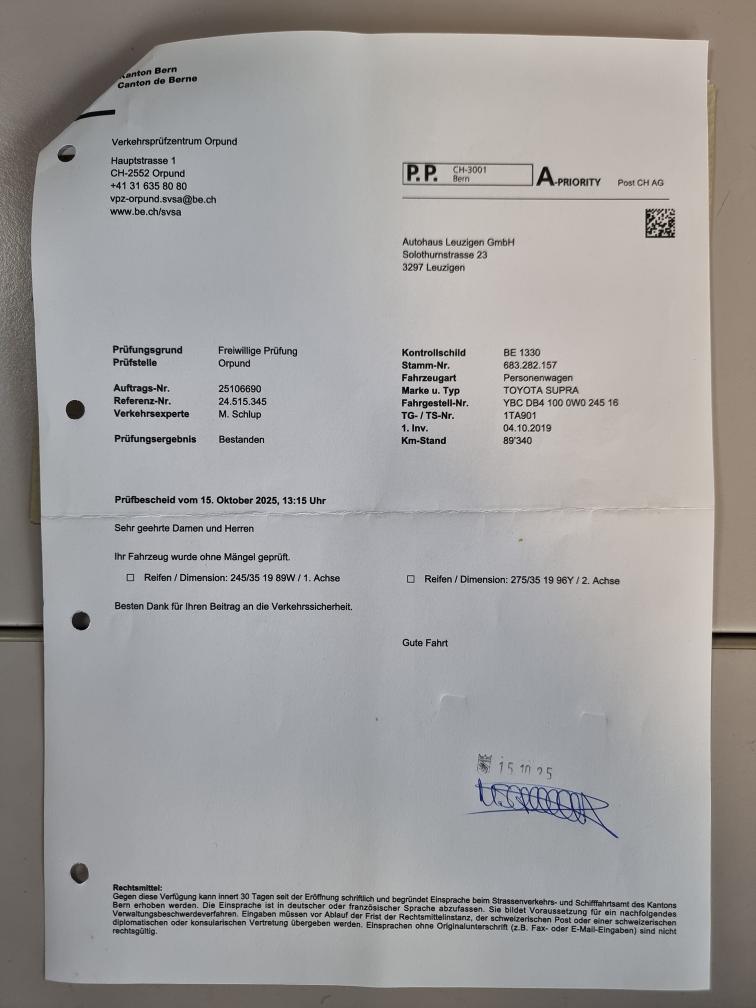 Kanton Bern
Canton de Berne
Verkehrsprüfzentrum Orpund
Hauptstrasse 1
CH-2552 Orpund
+41 31 635 80 80
vpz-orpund.svsa@be.ch
www.be.ch/svsa
P.P. CH-3001 Bern A-PRIORITY Post CH AG
Autohaus Leuzigen GmbH
Solothurnstrasse 23
3297 Leuzigen
Prüfungsgrund Freiwillige Prüfung
Prüfstelle Orpund
Auftrags-Nr. 25106690
Referenz-Nr. 24.515.345
Verkehrsexperte M. Schlup
Prüfungsergebnis Bestanden
Kontrollschild BE 1330
Stamm-Nr. 683.282.157
Fahrzeugart Personenwagen
Marke u. Typ TOYOTA SUPRA
Fahrgestell-Nr. YBC DB4 100 0W0 245 16
TG- / TS-Nr. 1TA901
1. Inv. 04.10.2019
Km-Stand 89'340
Prüfbescheid vom 15. Oktober 2025, 13:15 Uhr
Sehr geehrte Damen und Herren
Ihr Fahrzeug wurde ohne Mängel geprüft.
☐ Reifen / Dimension: 245/35 19 89W / 1. Achse
☐ Reifen / Dimension: 275/35 19 96Y / 2. Achse
Besten Dank für Ihren Beitrag an die Verkehrssicherheit.
Gute Fahrt
15 10 25
Rechtsmittel:
Gegen diese Verfügung kann innert 30 Tagen seit der Eröffnung schriftlich und begründet Einsprache beim Strassenverkehrs- und Schifffahrtsamt des Kantons
Bern erhoben werden. Die Einsprache ist in deutscher oder französischer Sprache abzufassen. Sie bildet Voraussetzung für ein nachfolgendes
Verwaltungsbeschwerdeverfahren. Eingaben müssen vor Ablauf der Frist der Rechtsmittelinstanz, der schweizerischen Post oder einer schweizerischen
diplomatischen oder konsularischen Vertretung übergeben werden. Einsprachen ohne Originalunterschrift (z.B. Fax- oder E-Mail-Eingaben) sind nicht
rechtsgültig.